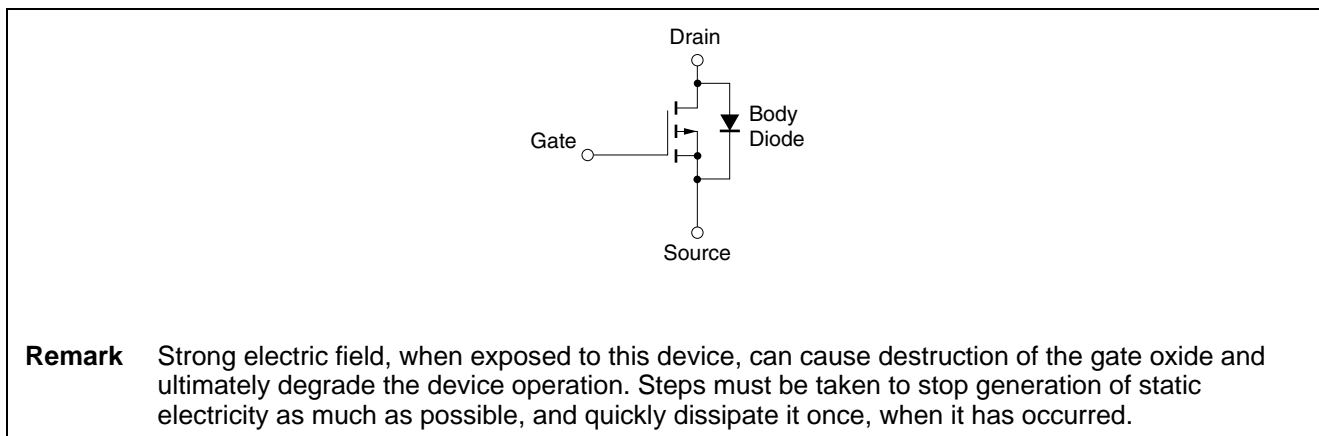 Drain
Body
Diode
Gate
Source
Remark Strong electric field, when exposed to this device, can cause destruction of the gate oxide and
ultimately degrade the device operation. Steps must be taken to stop generation of static
electricity as much as possible, and quickly dissipate it once, when it has occurred.